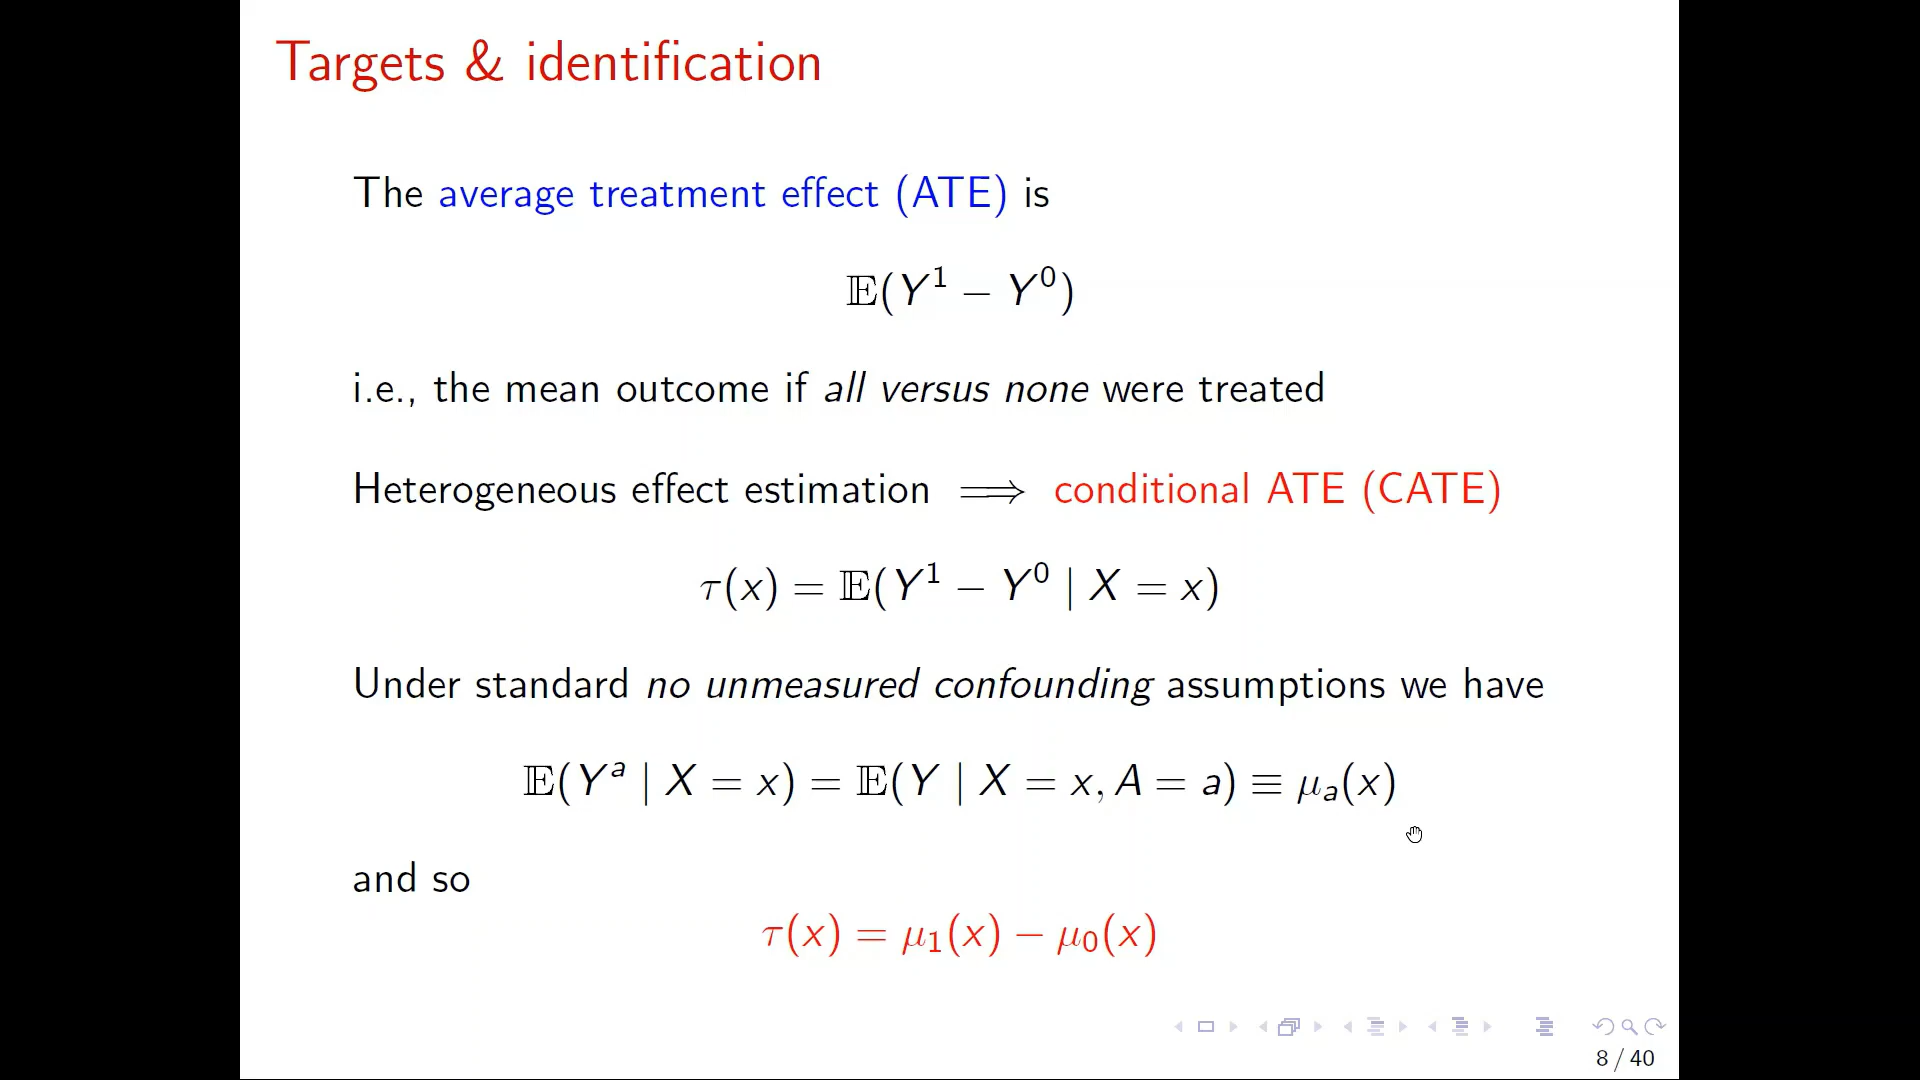 Targets & identification
The average treatment effect (ATE) is
𝔼(Y¹ − Y⁰)
i.e., the mean outcome if all versus none were treated
Heterogeneous effect estimation ⟹ conditional ATE (CATE)
τ(x) = 𝔼(Y¹ − Y⁰ | X = x)
Under standard no unmeasured confounding assumptions we have
𝔼(Yᵃ | X = x) = 𝔼(Y | X = x, A = a) ≡ μₐ(x)
and so
τ(x) = μ₁(x) − μ₀(x)
8 / 40